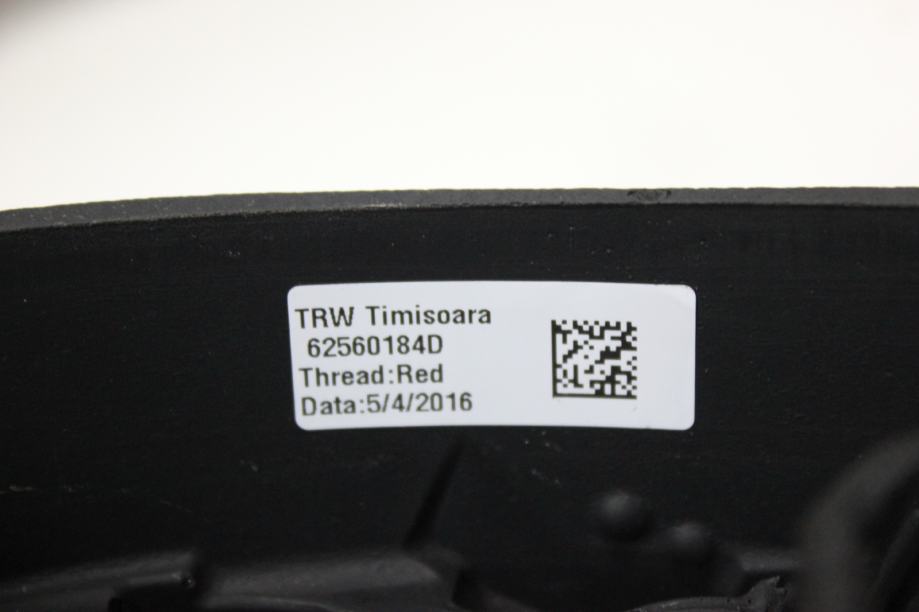 TRW Timisoara
62560184D
Thread:Red
Data:5/4/2016